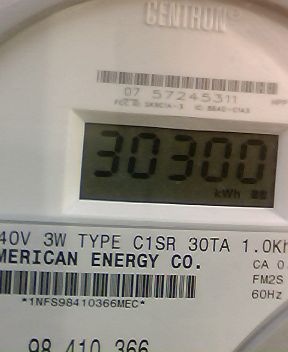 CENTRON®
07 57245311
30300
kWh
40V 3W TYPE C1SR 30TA 1.0Kh
MERICAN ENERGY CO.
CA 0.
FM2S
60Hz
*1NFS98410366MEC*
98 410 366